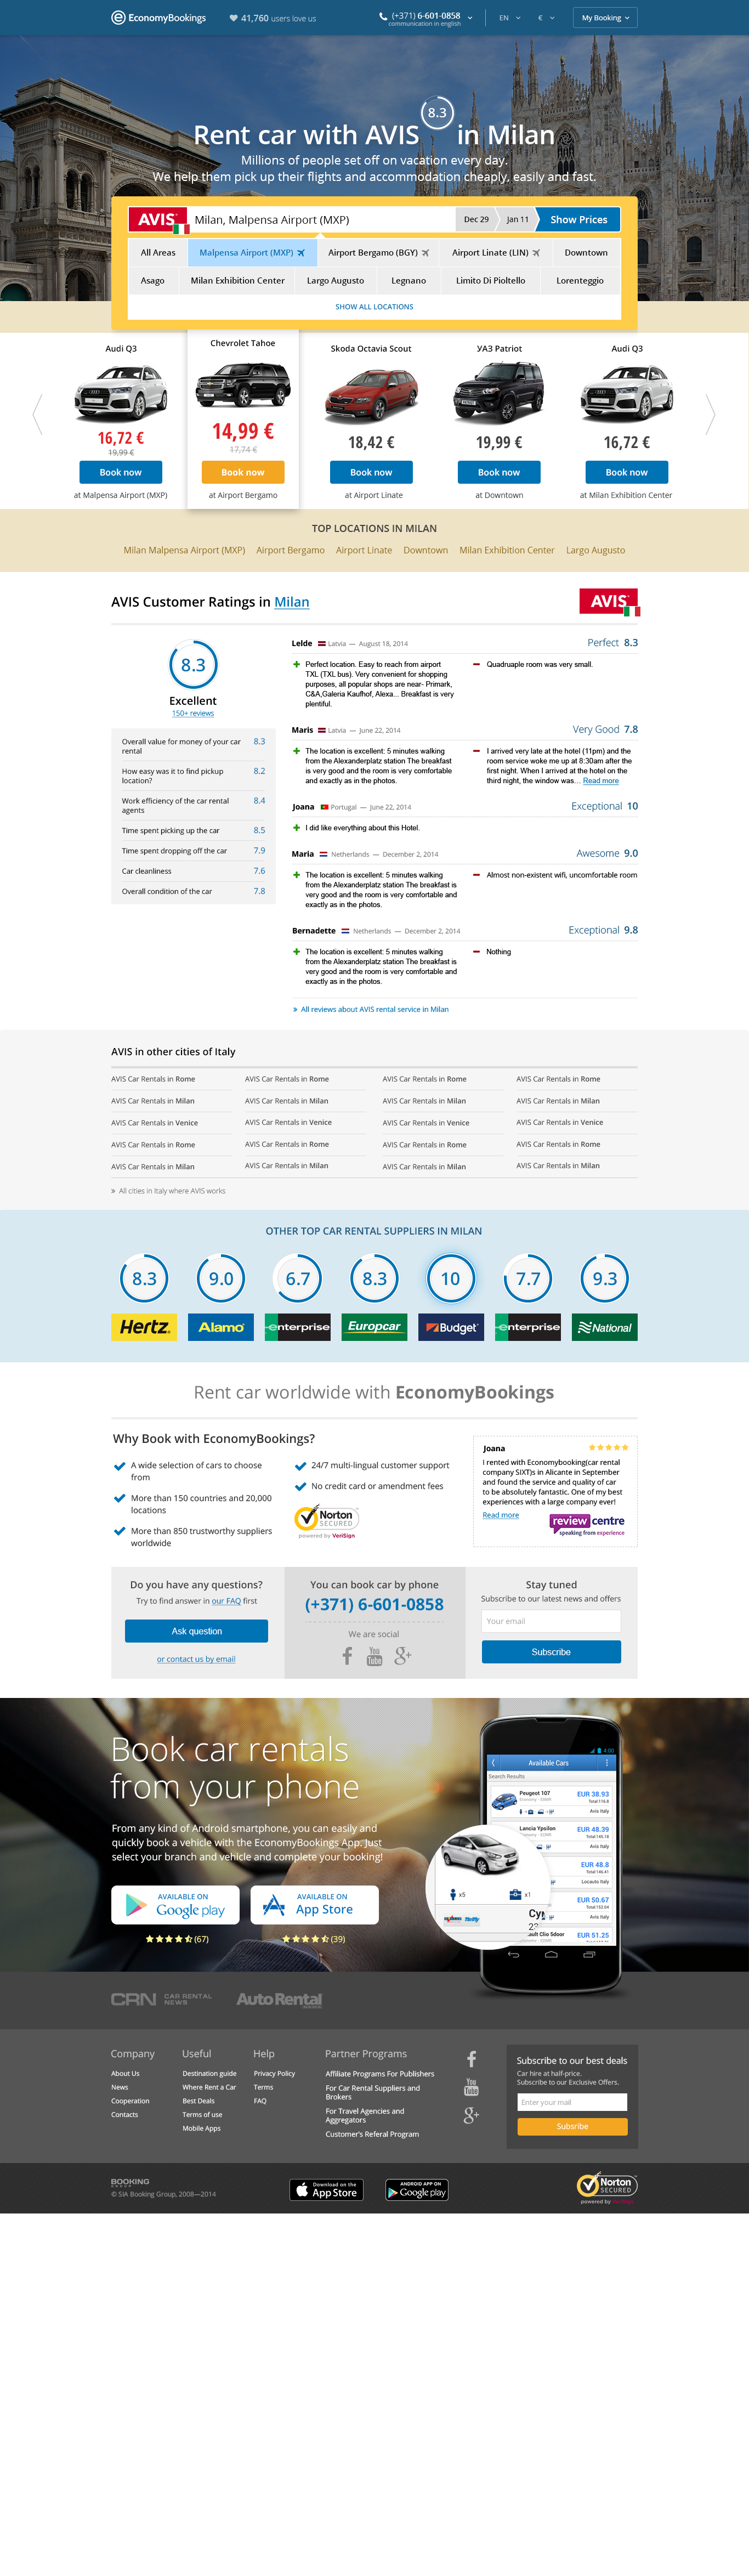 EconomyBookings
41,760 users love us
(+371) 6-601-0858
communication in english
EN
€
My Booking
Rent car with AVIS 8.3 in Milan
Millions of people set off on vacation every day.
We help them pick up their flights and accommodation cheaply, easily and fast.
AVIS
Milan, Malpensa Airport (MXP)
Dec 29
Jan 11
Show Prices
All Areas
Malpensa Airport (MXP)
Airport Bergamo (BGY)
Airport Linate (LIN)
Downtown
Asago
Milan Exhibition Center
Largo Augusto
Legnano
Limito Di Pioltello
Lorenteggio
SHOW ALL LOCATIONS
Audi Q3
16,72 €
19,99 €
Book now
at Malpensa Airport (MXP)
Chevrolet Tahoe
14,99 €
17,74 €
Book now
at Airport Bergamo
Skoda Octavia Scout
18,42 €
Book now
at Airport Linate
УАЗ Patriot
19,99 €
Book now
at Downtown
Audi Q3
16,72 €
Book now
at Milan Exhibition Center
TOP LOCATIONS IN MILAN
Milan Malpensa Airport (MXP)
Airport Bergamo
Airport Linate
Downtown
Milan Exhibition Center
Largo Augusto
AVIS Customer Ratings in Milan
AVIS
8.3
Excellent
150+ reviews
Overall value for money of your car
rental
8.3
How easy was it to find pickup
location?
8.2
Work efficiency of the car rental
agents
8.4
Time spent picking up the car
8.5
Time spent dropping off the car
7.9
Car cleanliness
7.6
Overall condition of the car
7.8
Lelde Latvia — August 18, 2014
Perfect 8.3
Perfect location. Easy to reach from airport
TXL (TXL bus). Very convenient for shopping
purposes, all popular shops are near- Primark,
C&A,Galeria Kaufhof, Alexa... Breakfast is very
plentiful.
Quadruaple room was very small.
Maris Latvia — June 22, 2014
Very Good 7.8
The location is excellent: 5 minutes walking
from the Alexanderplatz station The breakfast
is very good and the room is very comfortable
and exactly as in the photos.
I arrived very late at the hotel (11pm) and the
room service woke me up at 8:30am after the
first night. When I arrived at the hotel on the
third night, the window was… Read more
Joana Portugal — June 22, 2014
Exceptional 10
I did like everything about this Hotel.
Maria Netherlands — December 2, 2014
Awesome 9.0
The location is excellent: 5 minutes walking
from the Alexanderplatz station The breakfast is
very good and the room is very comfortable and
exactly as in the photos.
Almost non-existent wifi, uncomfortable room
Bernadette Netherlands — December 2, 2014
Exceptional 9.8
The location is excellent: 5 minutes walking
from the Alexanderplatz station The breakfast is
very good and the room is very comfortable and
exactly as in the photos.
Nothing
» All reviews about AVIS rental service in Milan
AVIS in other cities of Italy
AVIS Car Rentals in Rome
AVIS Car Rentals in Rome
AVIS Car Rentals in Rome
AVIS Car Rentals in Rome
AVIS Car Rentals in Milan
AVIS Car Rentals in Milan
AVIS Car Rentals in Milan
AVIS Car Rentals in Milan
AVIS Car Rentals in Venice
AVIS Car Rentals in Venice
AVIS Car Rentals in Venice
AVIS Car Rentals in Venice
AVIS Car Rentals in Rome
AVIS Car Rentals in Rome
AVIS Car Rentals in Rome
AVIS Car Rentals in Rome
AVIS Car Rentals in Milan
AVIS Car Rentals in Milan
AVIS Car Rentals in Milan
AVIS Car Rentals in Milan
» All cities in Italy where AVIS works
OTHER TOP CAR RENTAL SUPPLIERS IN MILAN
8.3
9.0
6.7
8.3
10
7.7
9.3
Hertz
Alamo
enterprise
Europcar
Budget
enterprise
National
Rent car worldwide with EconomyBookings
Why Book with EconomyBookings?
A wide selection of cars to choose
from
More than 150 countries and 20,000
locations
More than 850 trustworthy suppliers
worldwide
24/7 multi-lingual customer support
No credit card or amendment fees
Norton
SECURED
powered by VeriSign
Joana
I rented with Economybooking(car rental
company SIXT)s in Alicante in September
and found the service and quality of car
to be absolutely fantastic. One of my best
experiences with a large company ever!
Read more
review centre
speaking from experience
Do you have any questions?
Try to find answer in our FAQ first
Ask question
or contact us by email
You can book car by phone
(+371) 6-601-0858
We are social
You Tube
Stay tuned
Subscribe to our latest news and offers
Your email
Subscribe
Book car rentals
from your phone
From any kind of Android smartphone, you can easily and
quickly book a vehicle with the EconomyBookings App. Just
select your branch and vehicle and complete your booking!
AVAILABLE ON
Google play
(67)
AVAILABLE ON
App Store
(39)
4:00
Available Cars
Search Results
Peugeot 107
EUR 38.93
Avis Italy
Lancia Ypsilon
EUR 48.39
Avis Italy
EUR 48.8
Locauto Italy
EUR 50.67
Avis Italy
EUR 51.25
x5
x1
CRN CAR RENTAL
NEWS
Auto Rental
Company
About Us
News
Cooperation
Contacts
Useful
Destination guide
Where Rent a Car
Best Deals
Terms of use
Mobile Apps
Help
Privacy Policy
Terms
FAQ
Partner Programs
Affiliate Programs For Publishers
For Car Rental Suppliers and
Brokers
For Travel Agencies and
Aggregators
Customer's Referal Program
You Tube
Subscribe to our best deals
Car hire at half-price.
Subscribe to our Exclusive Offers.
Enter your mail
Subsribe
BOOKING
GROUP
© SIA Booking Group, 2008—2014
Download on the
App Store
ANDROID APP ON
Google play
Norton
SECURED
powered by VeriSign